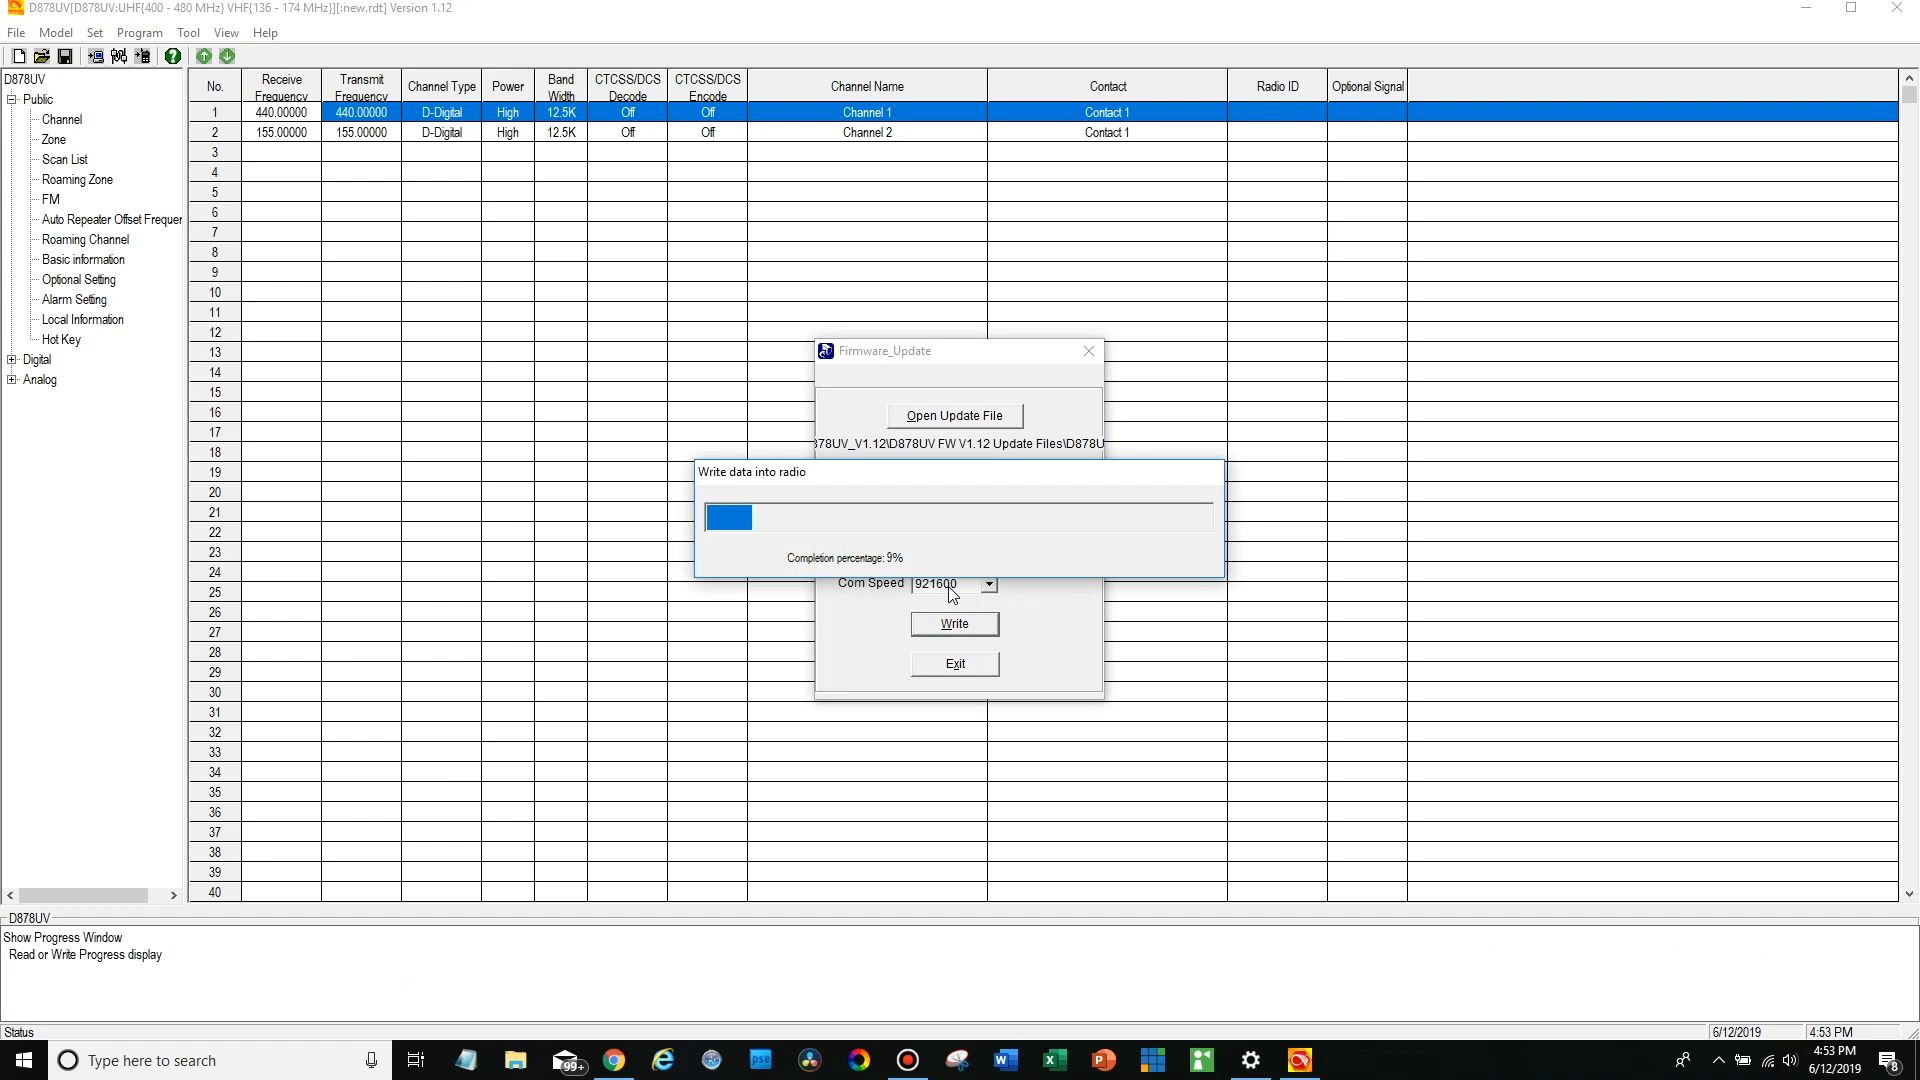 D878UV[D878UV:UHF{400 - 480 MHz} VHF{136 - 174 MHz}][:new.rdt] Version 1.12
File Model Set Program Tool View Help
D878UV
Public
Channel
Zone
Scan List
Roaming Zone
FM
Auto Repeater Offset Frequer
Roaming Channel
Basic information
Optional Setting
Alarm Setting
Local Information
Hot Key
Digital
Analog
No. Receive Frequency Transmit Frequency Channel Type Power Band Width CTCSS/DCS Decode CTCSS/DCS Encode Channel Name Contact Radio ID Optional Signal
1 440.00000 440.00000 D-Digital High 12.5K Off Off Channel 1 Contact 1
2 155.00000 155.00000 D-Digital High 12.5K Off Off Channel 2 Contact 1
3
4
5
6
7
8
9
10
11
12
13
14
15
16
17
18
19
20
21
22
23
24
25
26
27
28
29
30
31
32
33
34
35
36
37
38
39
40
Firmware_Update
Open Update File
378UV_V1.12\D878UV FW V1.12 Update Files\D878U
Write data into radio
Completion percentage: 9%
Com Speed 921600
Write
Exit
D878UV
Show Progress Window
Read or Write Progress display
Status 6/12/2019 4:53 PM
Type here to search
99+
pse
4:53 PM
6/12/2019
8